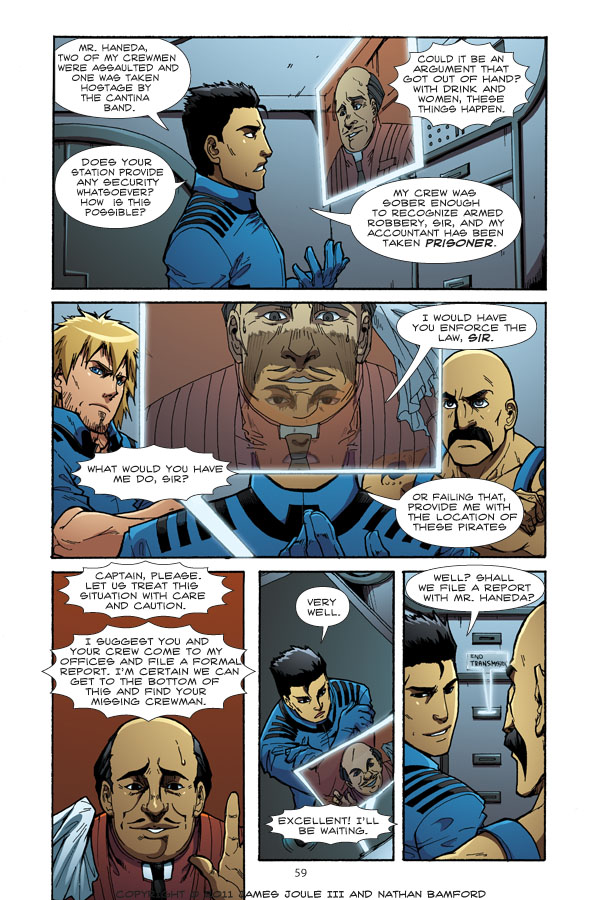 MR. HANEDA,
TWO OF MY CREWMEN
WERE ASSAULTED AND
ONE WAS TAKEN
HOSTAGE BY
THE CANTINA
BAND.
COULD IT BE AN
ARGUMENT THAT
GOT OUT OF HAND?
WITH DRINK AND
WOMEN, THESE
THINGS HAPPEN.
DOES YOUR
STATION PROVIDE
ANY SECURITY
WHATSOEVER?
HOW IS THIS
POSSIBLE?
MY CREW WAS
SOBER ENOUGH
TO RECOGNIZE ARMED
ROBBERY, SIR, AND MY
ACCOUNTANT HAS BEEN
TAKEN PRISONER.
I WOULD HAVE
YOU ENFORCE THE
LAW, SIR.
WHAT WOULD YOU HAVE
ME DO, SIR?
OR FAILING THAT,
PROVIDE ME WITH
THE LOCATION OF
THESE PIRATES
CAPTAIN, PLEASE.
LET US TREAT THIS
SITUATION WITH CARE
AND CAUTION.
I SUGGEST YOU AND
YOUR CREW COME TO MY
OFFICES AND FILE A FORMAL
REPORT. I'M CERTAIN WE CAN
GET TO THE BOTTOM OF
THIS AND FIND YOUR
MISSING CREWMAN.
VERY
WELL.
EXCELLENT! I'LL
BE WAITING.
WELL? SHALL
WE FILE A REPORT
WITH MR. HANEDA?
END
TRANSMISSION
59
COPYRIGHT © 2011 JAMES JOULE III AND NATHAN BAMFORD